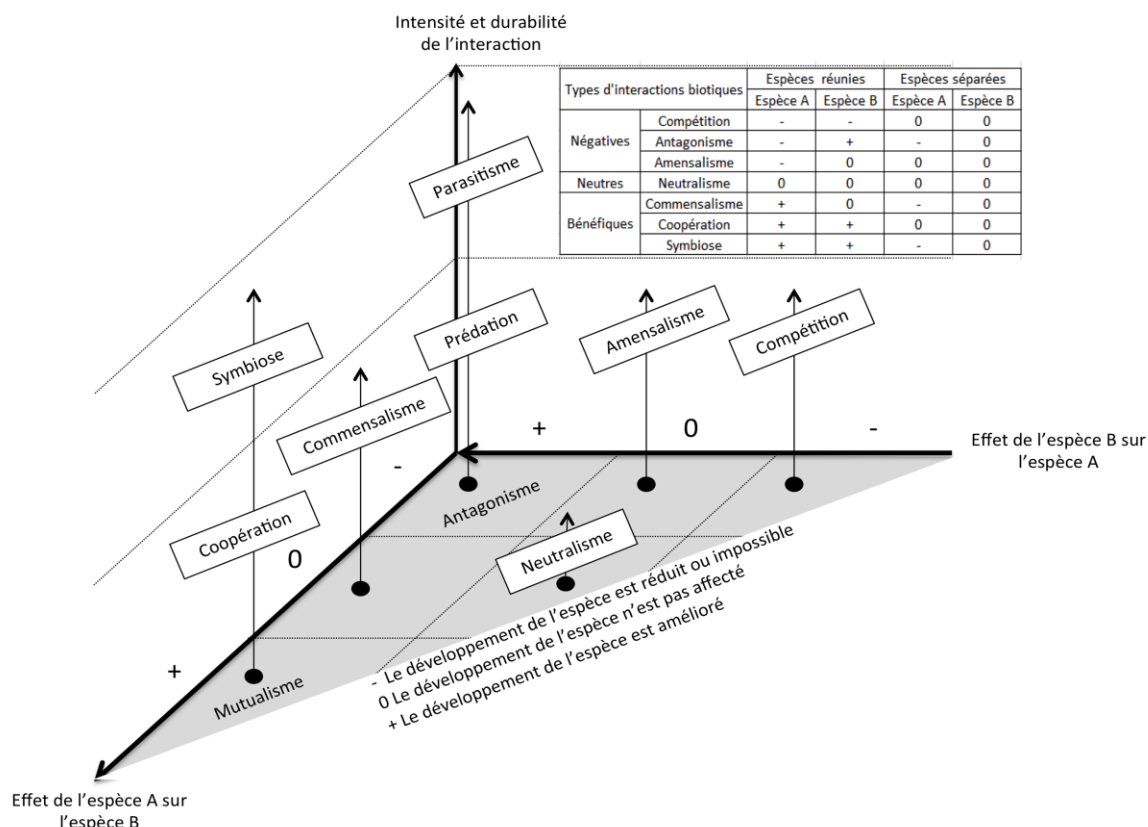 Intensité et durabilité
de l'interaction
Types d'interactions biotiques Espèces réunies Espèces séparées
Espèce A Espèce B Espèce A Espèce B
Négatives Compétition - - 0 0
Antagonisme - + - 0
Amensalisme - 0 0 0
Neutres Neutralisme 0 0 0 0
Bénéfiques Commensalisme + 0 - 0
Coopération + + 0 0
Symbiose + + - 0
Parasitisme
Prédation
Amensalisme
Compétition
Symbiose
Commensalisme
Coopération
+ 0 -
Effet de l'espèce B sur
l'espèce A
-
0
+
Antagonisme
Neutralisme
Mutualisme
- Le développement de l'espèce est réduit ou impossible
0 Le développement de l'espèce n'est pas affecté
+ Le développement de l'espèce est amélioré
Effet de l'espèce A sur
l'espèce B